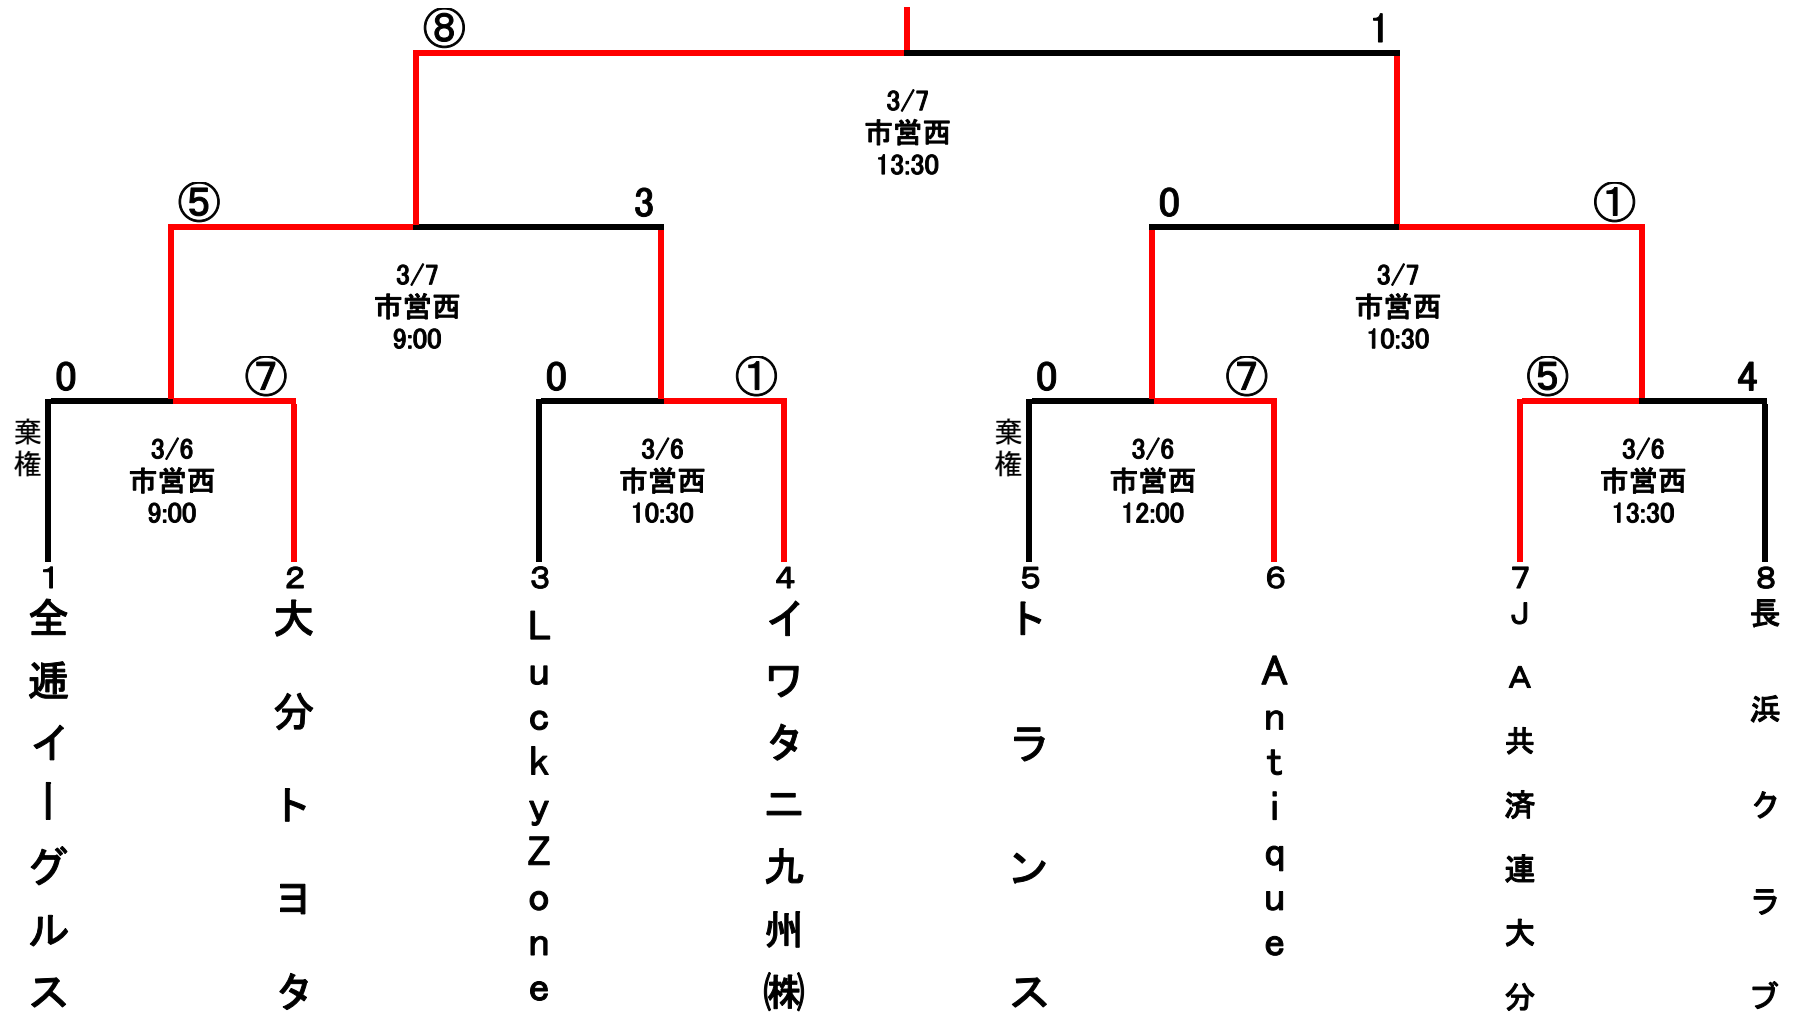 ⑧
1
3/7
市営西
13:30
⑤
3
0
①
3/7
市営西
9:00
3/7
市営西
10:30
0
⑦
0
①
0
⑦
⑤
4
棄権
棄権
3/6
市営西
9:00
3/6
市営西
10:30
3/6
市営西
12:00
3/6
市営西
13:30
1
2
3
4
5
6
7
8
全逓イーグルス
大分トヨタ
LuckyZone
イワタニ九州㈱
トランス
Antique
JA共済連大分
長浜クラブ